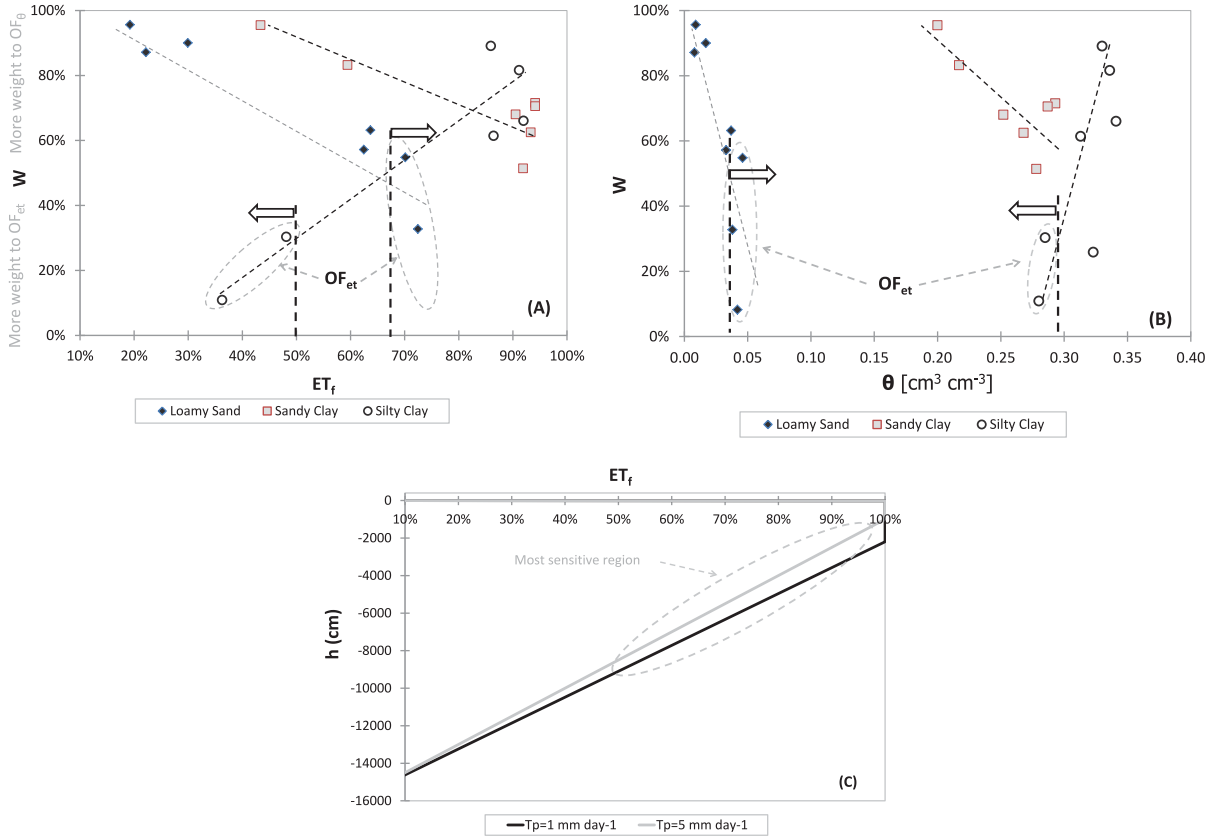 More weight to OFθ
W
More weight to OFet
100%
80%
60%
40%
20%
0%
10% 20% 30% 40% 50% 60% 70% 80% 90% 100%
OFet
(A)
ETf
Loamy Sand Sandy Clay Silty Clay
W
100%
80%
60%
40%
20%
0%
0.00 0.05 0.10 0.15 0.20 0.25 0.30 0.35 0.40
OFet
(B)
θ [cm³ cm⁻³]
Loamy Sand Sandy Clay Silty Clay
ETf
10% 20% 30% 40% 50% 60% 70% 80% 90% 100%
h (cm)
0
-2000
-4000
-6000
-8000
-10000
-12000
-14000
-16000
Most sensitive region
(C)
Tp=1 mm day-1 Tp=5 mm day-1